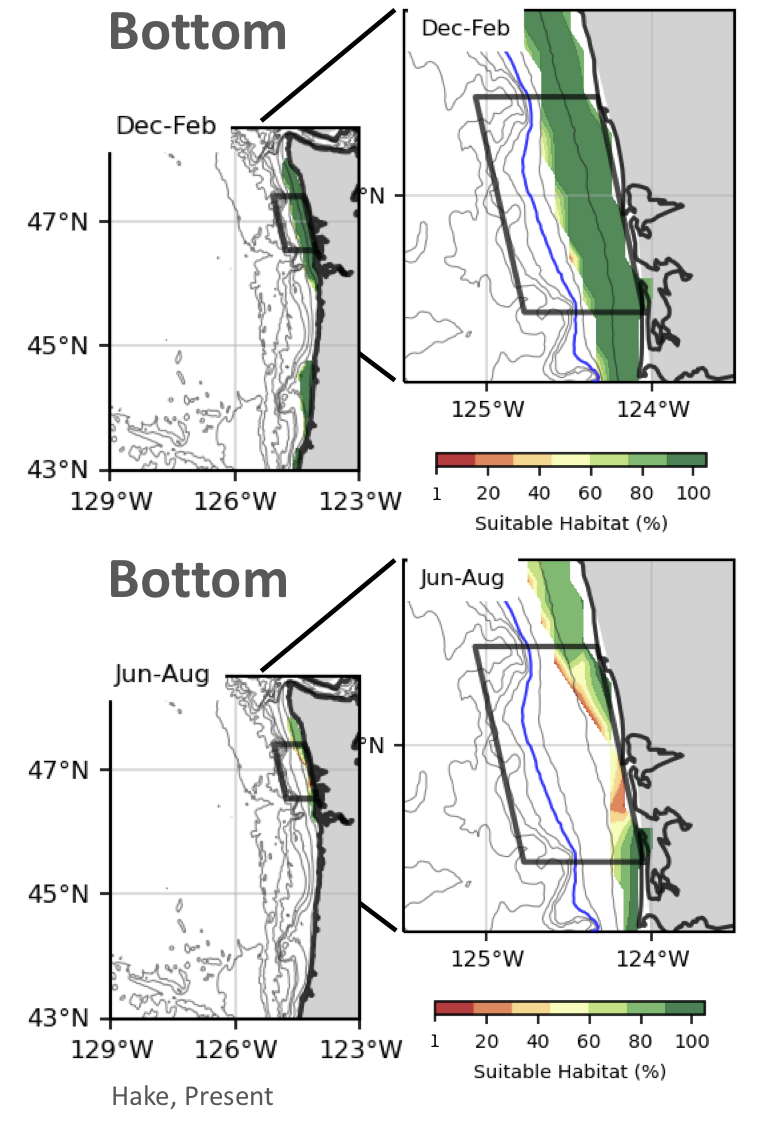 Bottom
Dec-Feb
47°N
45°N
43°N
129°W 126°W 123°W
Dec-Feb
°N
125°W 124°W
1 20 40 60 80 100
Suitable Habitat (%)
Bottom
Jun-Aug
47°N
45°N
43°N
129°W 126°W 123°W
Jun-Aug
°N
125°W 124°W
1 20 40 60 80 100
Suitable Habitat (%)
Hake, Present